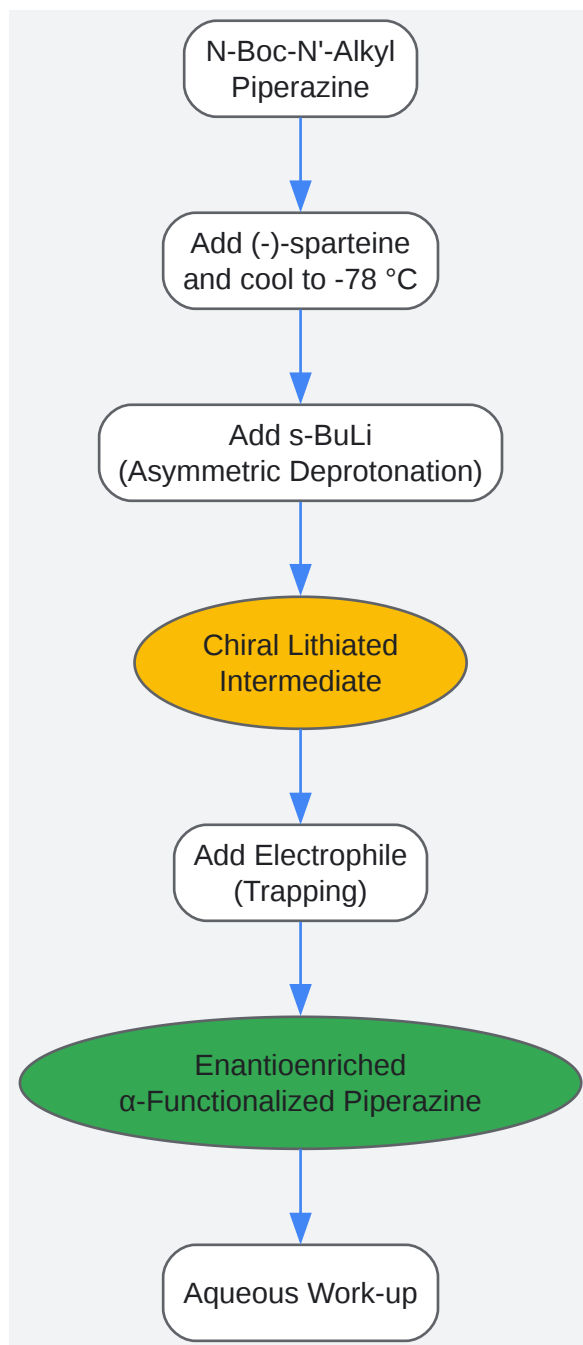 N-Boc-N'-Alkyl
Piperazine
Add (-)-sparteine
and cool to -78 °C
Add s-BuLi
(Asymmetric Deprotonation)
Chiral Lithiated
Intermediate
Add Electrophile
(Trapping)
Enantioenriched
α-Functionalized Piperazine
Aqueous Work-up